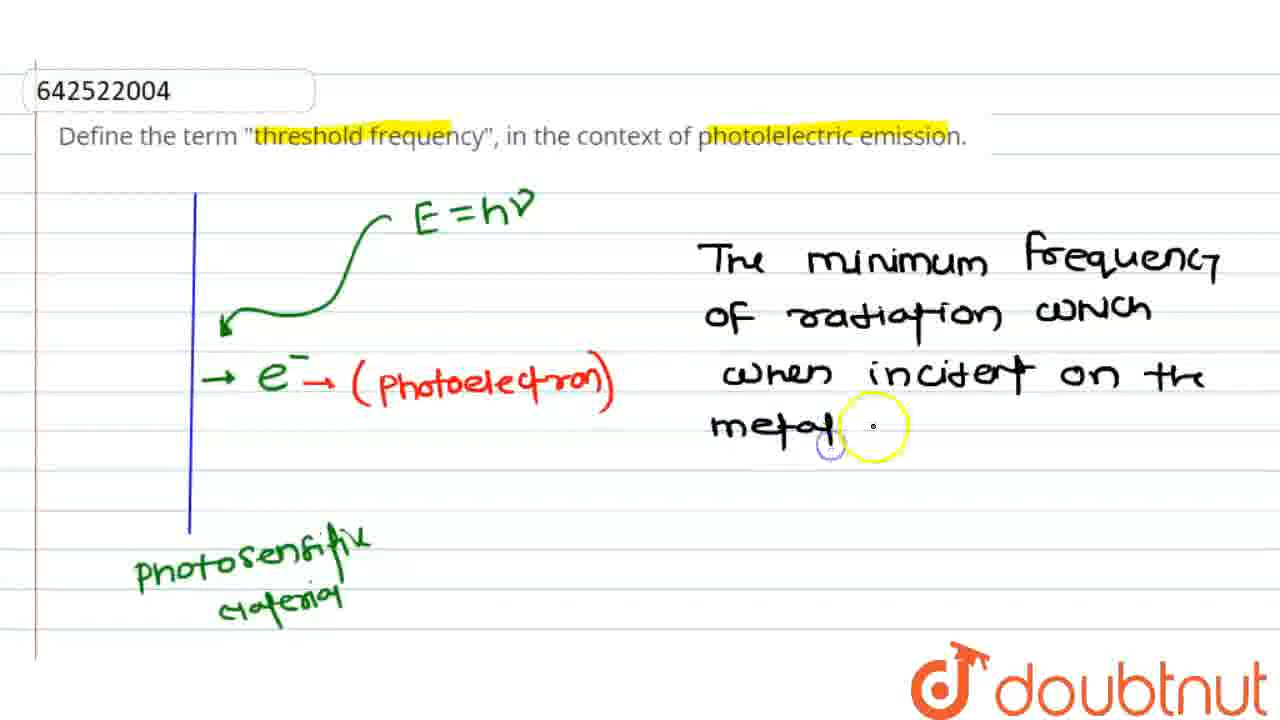 642522004
Define the term "threshold frequency", in the context of photolelectric emission.
E = hν
→ e⁻ → (Photoelectron)
Photosensitive
Material
The minimum frequency
of radiation which
when incident on the
metal
doubtnut